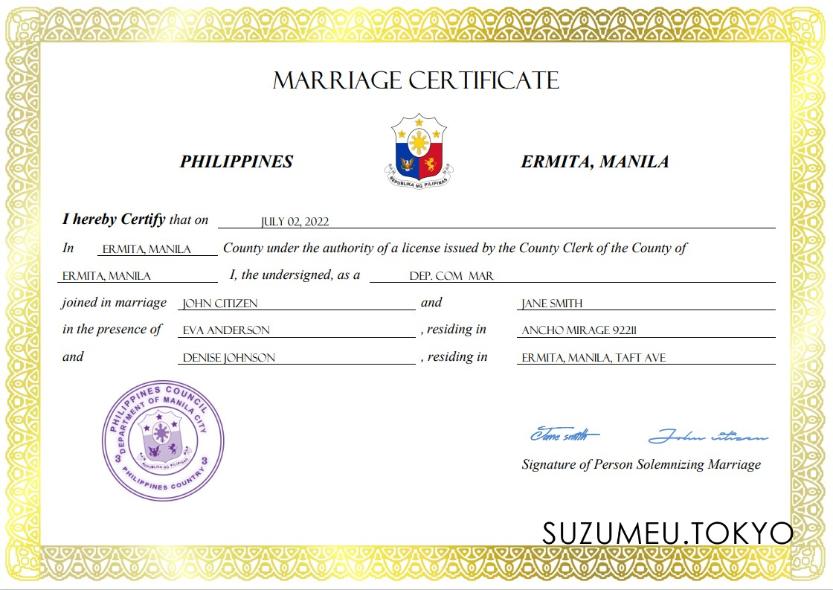 MARRIAGE CERTIFICATE
PHILIPPINES
REPUBLIKA NG PILIPINAS
ERMITA, MANILA
I hereby Certify that on JULY 02, 2022
In ERMITA, MANILA County under the authority of a license issued by the County Clerk of the County of
ERMITA, MANILA I, the undersigned, as a DEP. COM MAR
joined in marriage JOHN CITIZEN and JANE SMITH
in the presence of EVA ANDERSON , residing in ANCHO MIRAGE 92211
and DENISE JOHNSON , residing in ERMITA, MANILA, TAFT AVE
PHILIPPINES COUNCIL
DEPARTMENT OF MANILA CITY
REPUBLIKA NG PILIPINAS
PHILIPPINES COUNTRY
Jane smith John citizen
Signature of Person Solemnizing Marriage
SUZUMEU.TOKYO